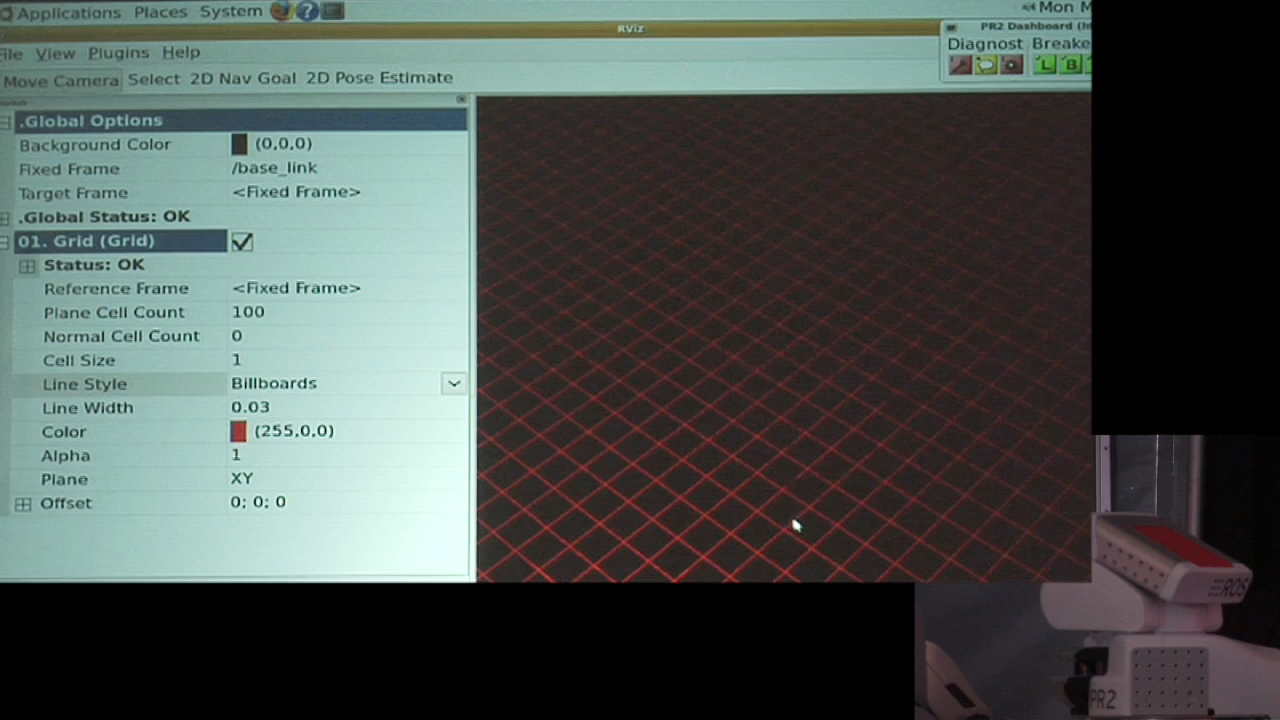 Applications Places System
Mon M
RViz
PR2 Dashboard (h
File View Plugins Help
Diagnost Breake
L B
Move Camera Select 2D Nav Goal 2D Pose Estimate
.Global Options
Background Color (0,0,0)
Fixed Frame /base_link
Target Frame <Fixed Frame>
.Global Status: OK
01. Grid (Grid)
Status: OK
Reference Frame <Fixed Frame>
Plane Cell Count 100
Normal Cell Count 0
Cell Size 1
Line Style Billboards
Line Width 0.03
Color (255,0,0)
Alpha 1
Plane XY
Offset 0; 0; 0
ROS
PR2